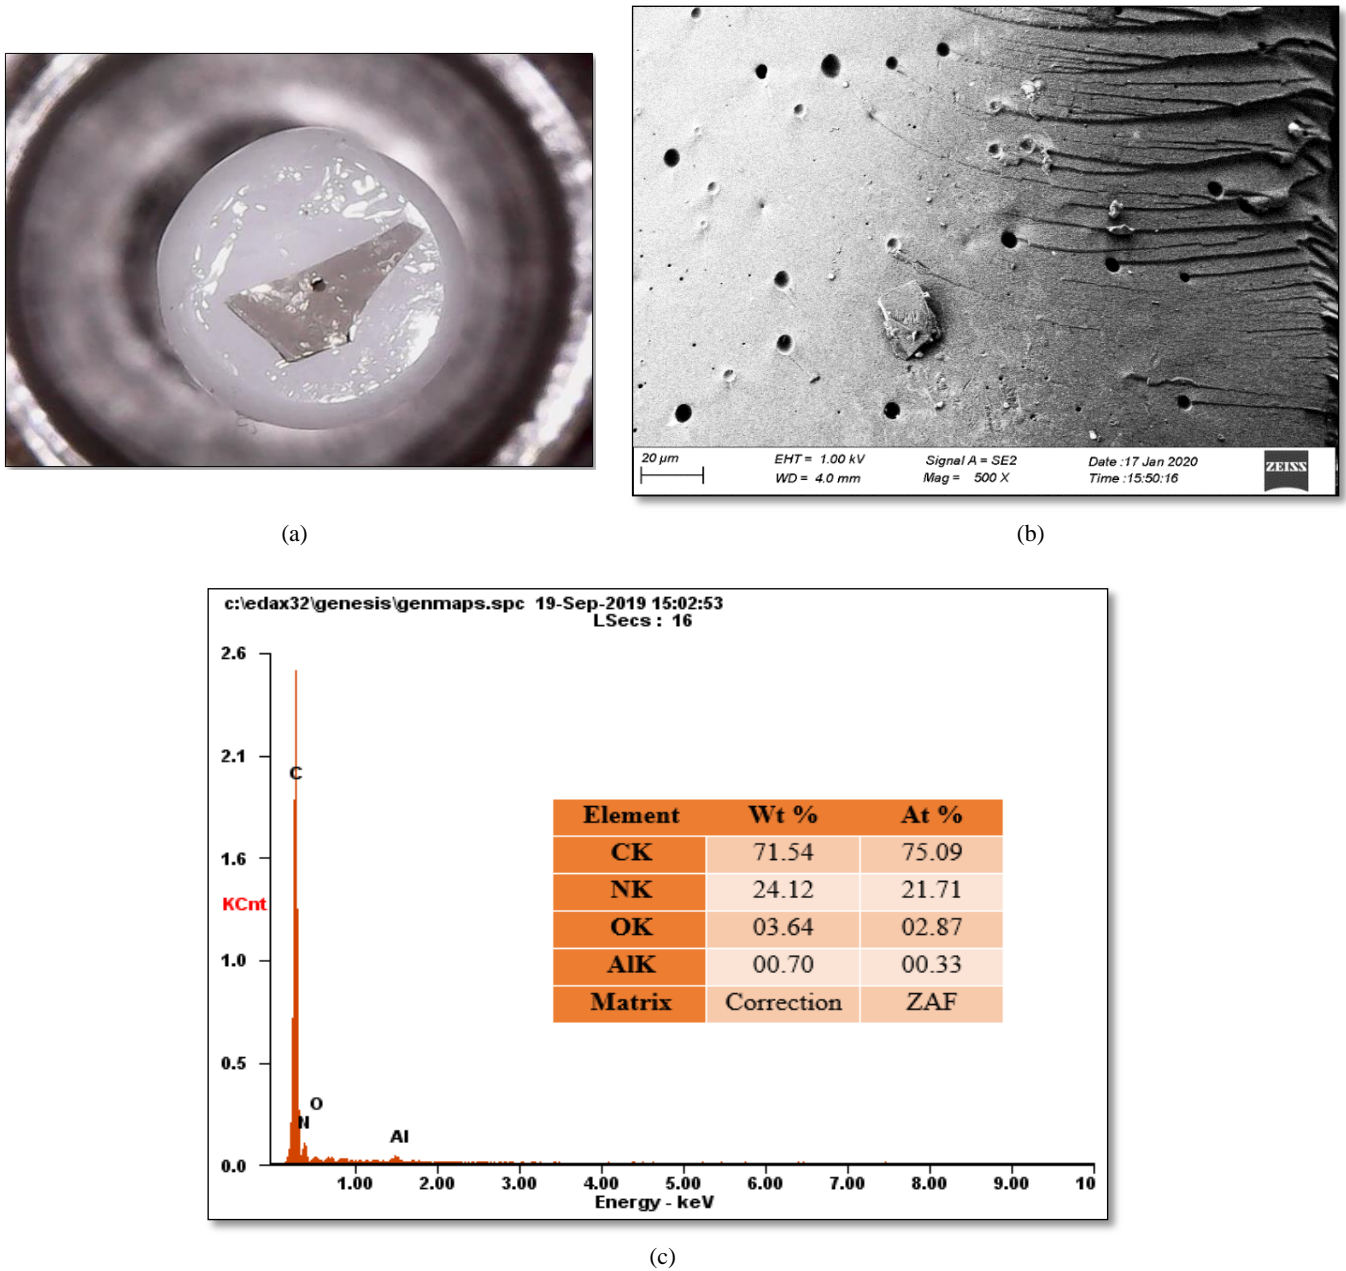 20 µm
EHT = 1.00 kV
Signal A = SE2
Date :17 Jan 2020
WD = 4.0 mm
Mag = 500 X
Time :15:50:16
ZEISS
(a)
(b)
c:\edax32\genesis\genmaps.spc 19-Sep-2019 15:02:53
LSecs : 16
2.6
2.1
1.6
KCnt
1.0
0.5
0.0
C
O
N
Al
Element Wt % At %
CK 71.54 75.09
NK 24.12 21.71
OK 03.64 02.87
AlK 00.70 00.33
Matrix Correction ZAF
1.00 2.00 3.00 4.00 5.00 6.00 7.00 8.00 9.00 10
Energy - keV
(c)